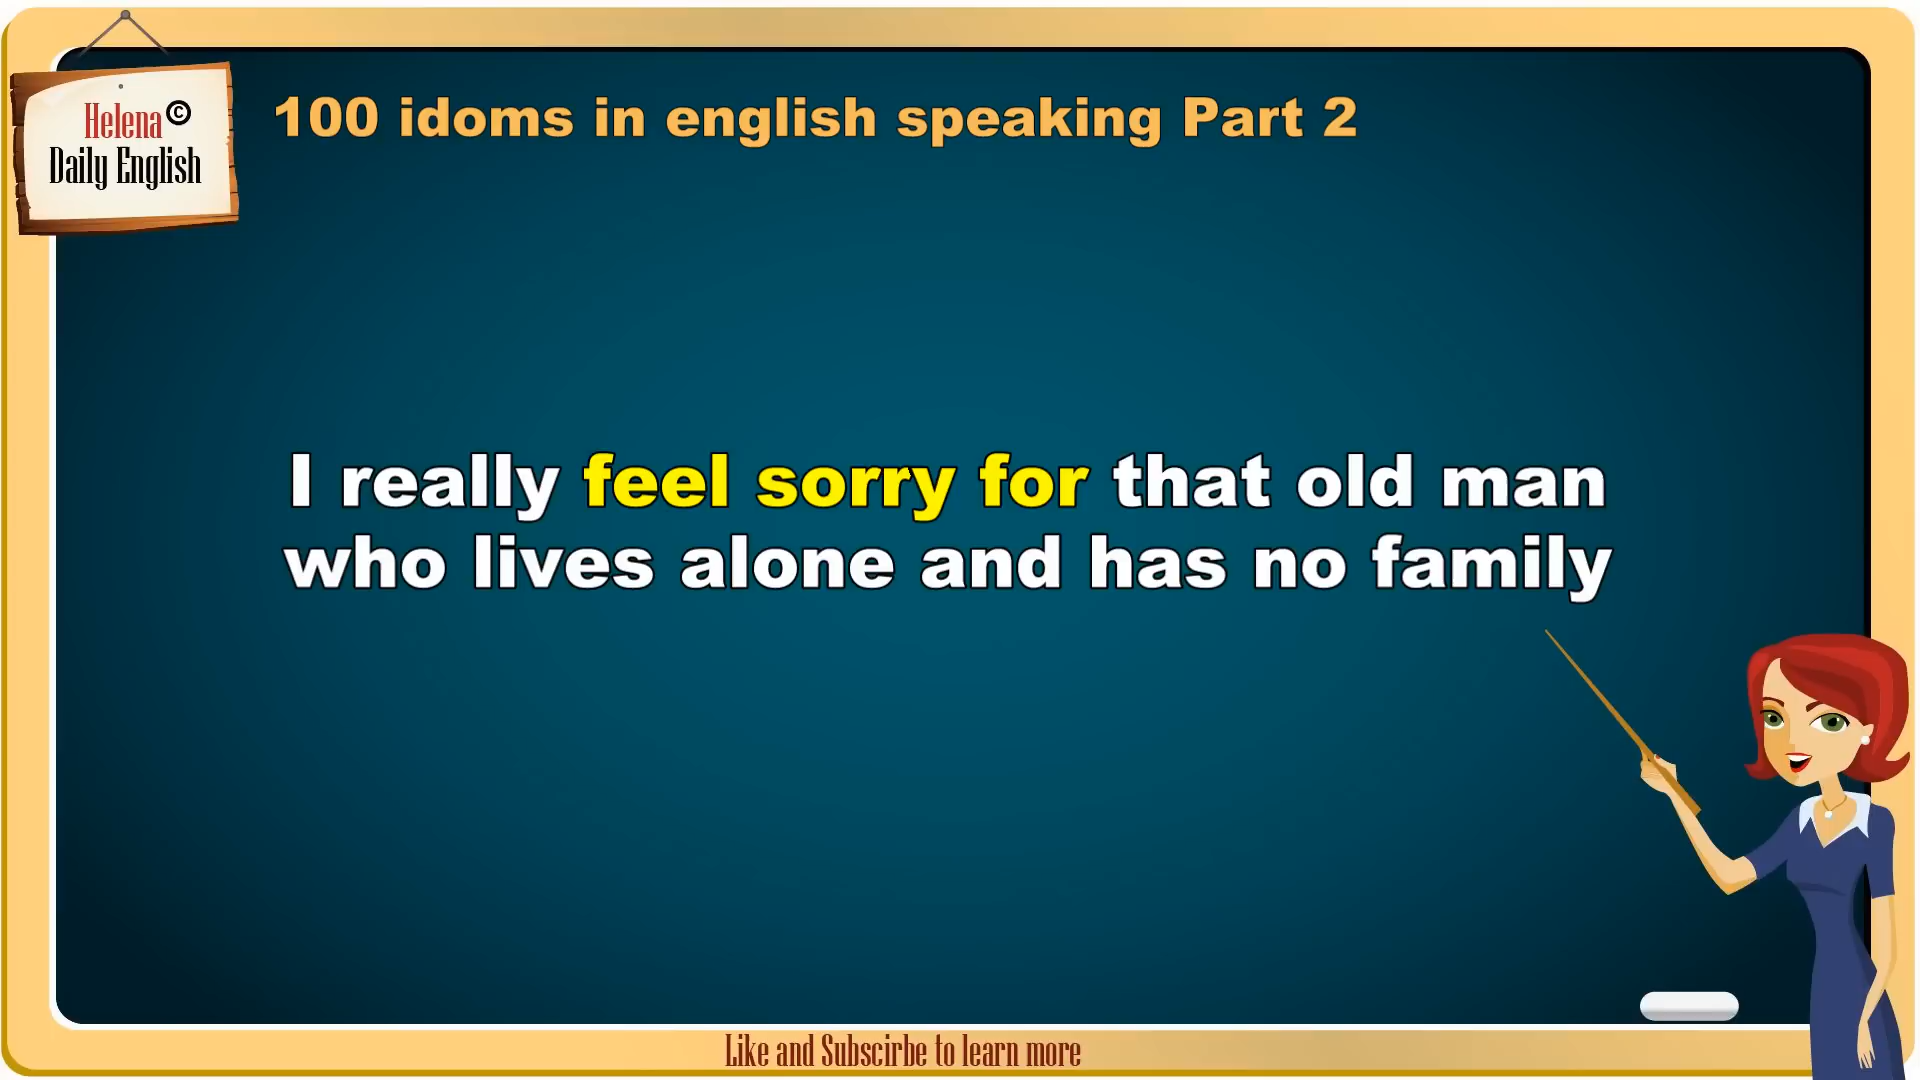 Helena©
Daily English
100 idoms in english speaking Part 2
I really feel sorry for that old man
who lives alone and has no family
Like and Subscirbe to learn more